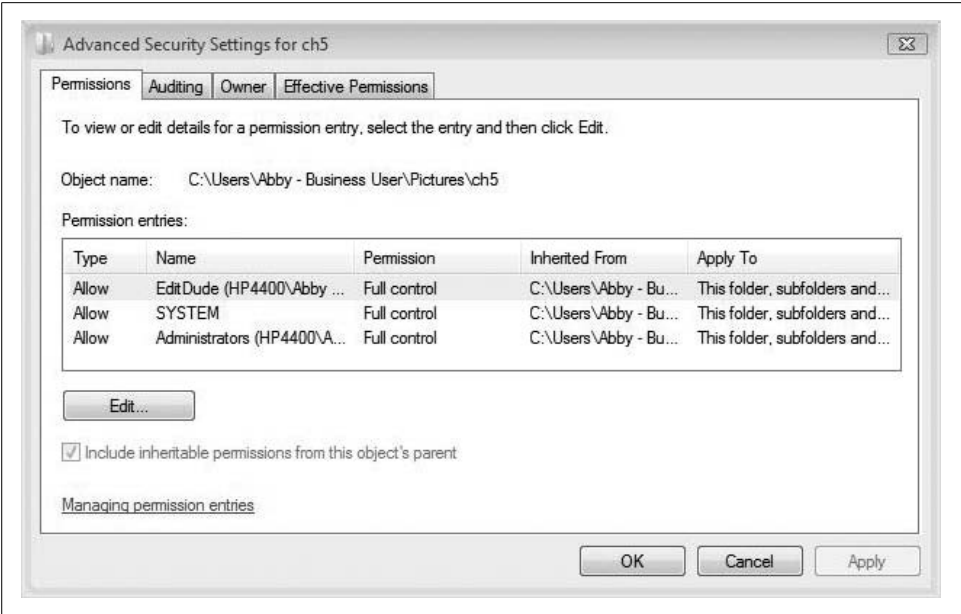 Advanced Security Settings for ch5
Permissions Auditing Owner Effective Permissions
To view or edit details for a permission entry, select the entry and then click Edit.
Object name: C:\Users\Abby - Business User\Pictures\ch5
Permission entries:
Type Name Permission Inherited From Apply To
Allow EditDude (HP4400\Abby ... Full control C:\Users\Abby - Bu... This folder, subfolders and...
Allow SYSTEM Full control C:\Users\Abby - Bu... This folder, subfolders and...
Allow Administrators (HP4400\A... Full control C:\Users\Abby - Bu... This folder, subfolders and...
Edit...
Include inheritable permissions from this object's parent
Managing permission entries
OK Cancel Apply